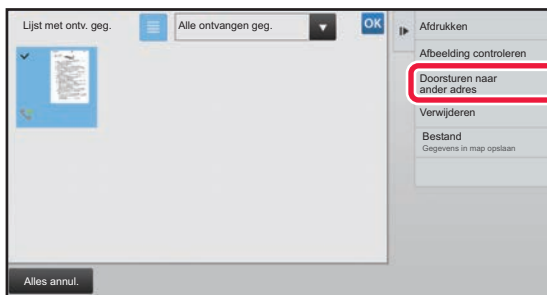 Lijst met ontv. geg.
Alle ontvangen geg.
OK
Afdrukken
Afbeelding controleren
Doorsturen naar
ander adres
Verwijderen
Bestand
Gegevens in map opslaan
Alles annul.